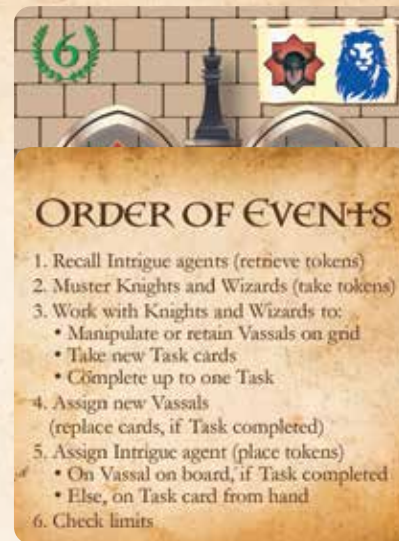 6
ORDER OF EVENTS
1. Recall Intrigue agents (retrieve tokens)
2. Muster Knights and Wizards (take tokens)
3. Work with Knights and Wizards to:
• Manipulate or retain Vassals on grid
• Take new Task cards
• Complete up to one Task
4. Assign new Vassals
(replace cards, if Task completed)
5. Assign Intrigue agent (place tokens)
• On Vassal on board, if Task completed
• Else, on Task card from hand
6. Check limits